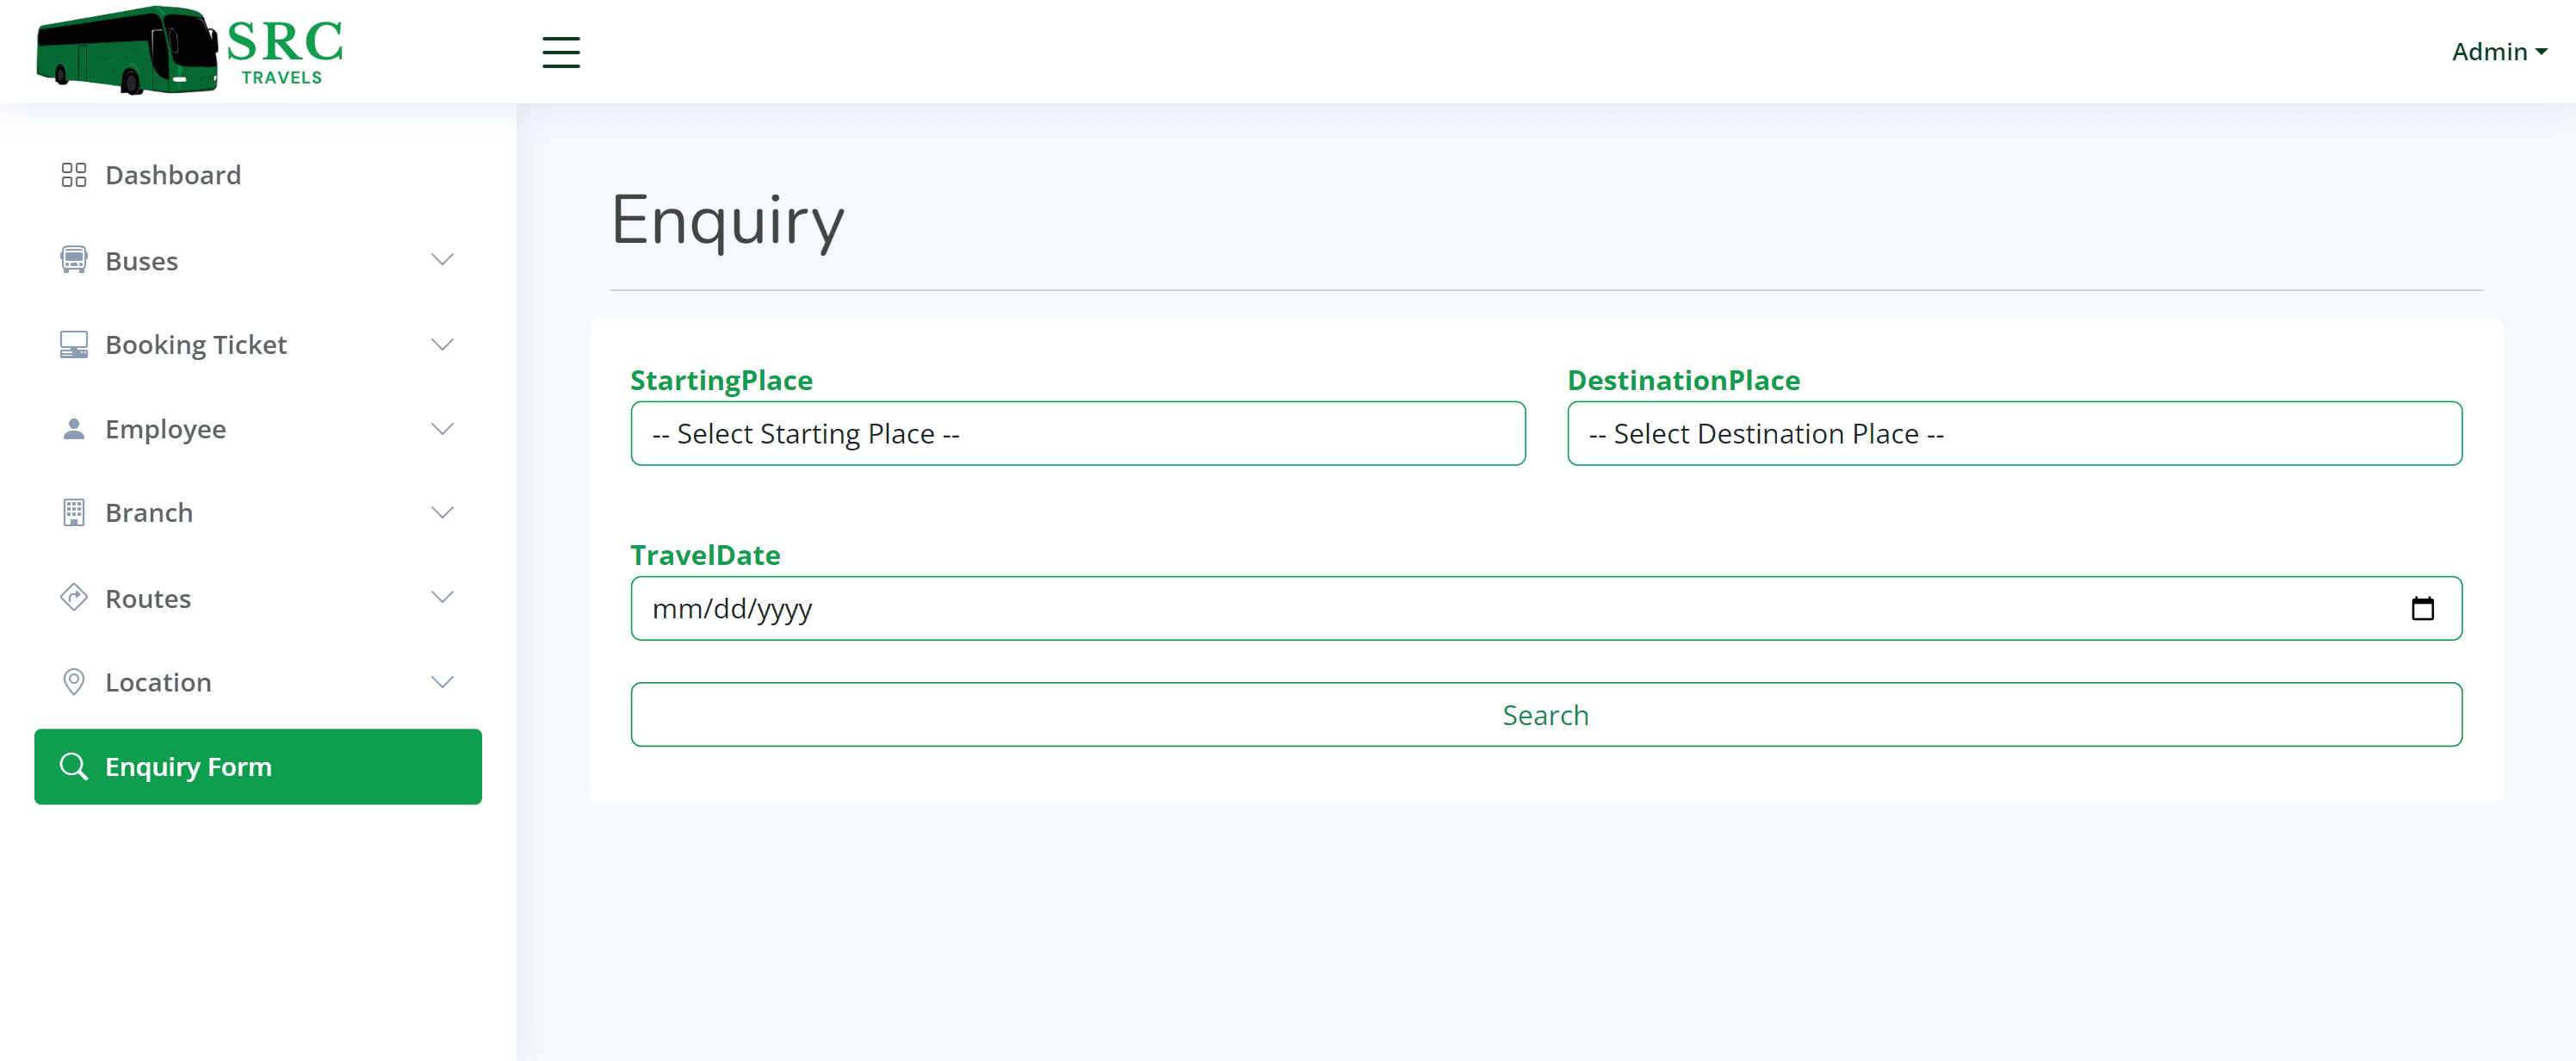 SRC
TRAVELS
Admin
Dashboard
Buses
Booking Ticket
Employee
Branch
Routes
Location
Enquiry Form
Enquiry
StartingPlace
DestinationPlace
-- Select Starting Place --
-- Select Destination Place --
TravelDate
mm/dd/yyyy
Search